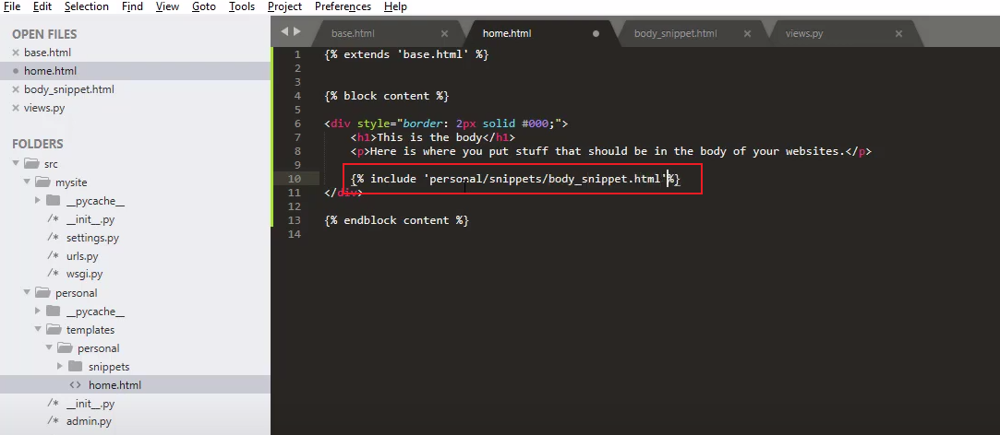 File Edit Selection Find View Goto Tools Project Preferences Help
OPEN FILES
base.html
home.html
body_snippet.html
views.py
FOLDERS
src
mysite
__pycache__
/* __init__.py
/* settings.py
/* urls.py
/* wsgi.py
personal
__pycache__
templates
personal
snippets
<> home.html
/* __init__.py
/* admin.py
base.html home.html body_snippet.html views.py
1 {% extends 'base.html' %}
2
3
4 {% block content %}
5
6 <div style="border: 2px solid #000;">
7 <h1>This is the body</h1>
8 <p>Here is where you put stuff that should be in the body of your websites.</p>
9
10 {% include 'personal/snippets/body_snippet.html'%}
11 </div>
12
13 {% endblock content %}
14